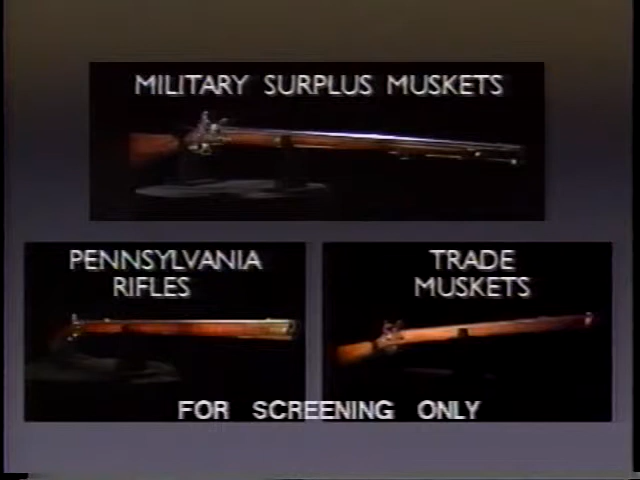 MILITARY SURPLUS MUSKETS
PENNSYLVANIA
RIFLES
TRADE
MUSKETS
FOR SCREENING ONLY